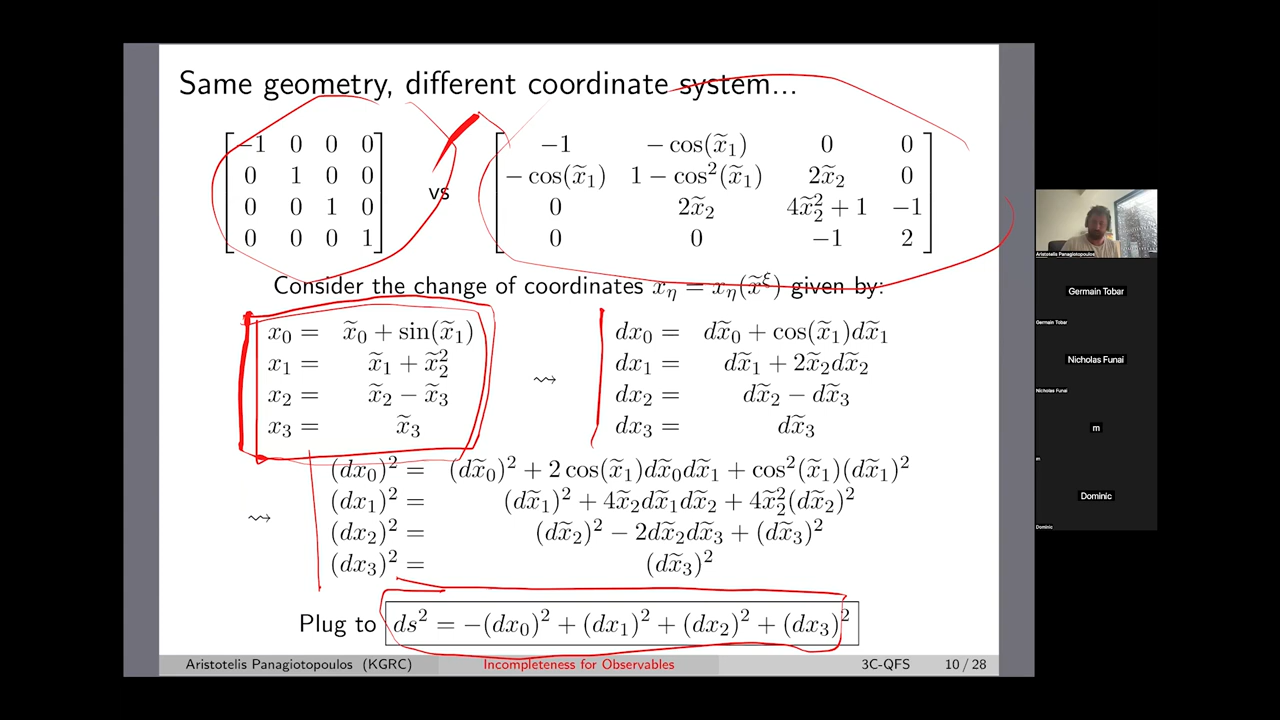 Same geometry, different coordinate system...
[−1 0 0 0
0 1 0 0
0 0 1 0
0 0 0 1]
vs
[−1 −cos(x̃₁) 0 0
−cos(x̃₁) 1 − cos²(x̃₁) 2x̃₂ 0
0 2x̃₂ 4x̃₂² + 1 −1
0 0 −1 2]
Consider the change of coordinates x_η = x_η(x̃^ξ) given by:
x₀ = x̃₀ + sin(x̃₁)
x₁ = x̃₁ + x̃₂²
x₂ = x̃₂ − x̃₃
x₃ = x̃₃
⇝
dx₀ = dx̃₀ + cos(x̃₁)dx̃₁
dx₁ = dx̃₁ + 2x̃₂dx̃₂
dx₂ = dx̃₂ − dx̃₃
dx₃ = dx̃₃
⇝
(dx₀)² = (dx̃₀)² + 2 cos(x̃₁)dx̃₀dx̃₁ + cos²(x̃₁)(dx̃₁)²
(dx₁)² = (dx̃₁)² + 4x̃₂dx̃₁dx̃₂ + 4x̃₂²(dx̃₂)²
(dx₂)² = (dx̃₂)² − 2dx̃₂dx̃₃ + (dx̃₃)²
(dx₃)² = (dx̃₃)²
Plug to ds² = −(dx₀)² + (dx₁)² + (dx₂)² + (dx₃)²
Aristotelis Panagiotopoulos (KGRC) Incompleteness for Observables 3C-QFS 10 / 28
Aristotelis Panagiotopoulos
Germain Tobar
Germain Tobar
Nicholas Funai
Nicholas Funai
m
m
Dominic
Dominic